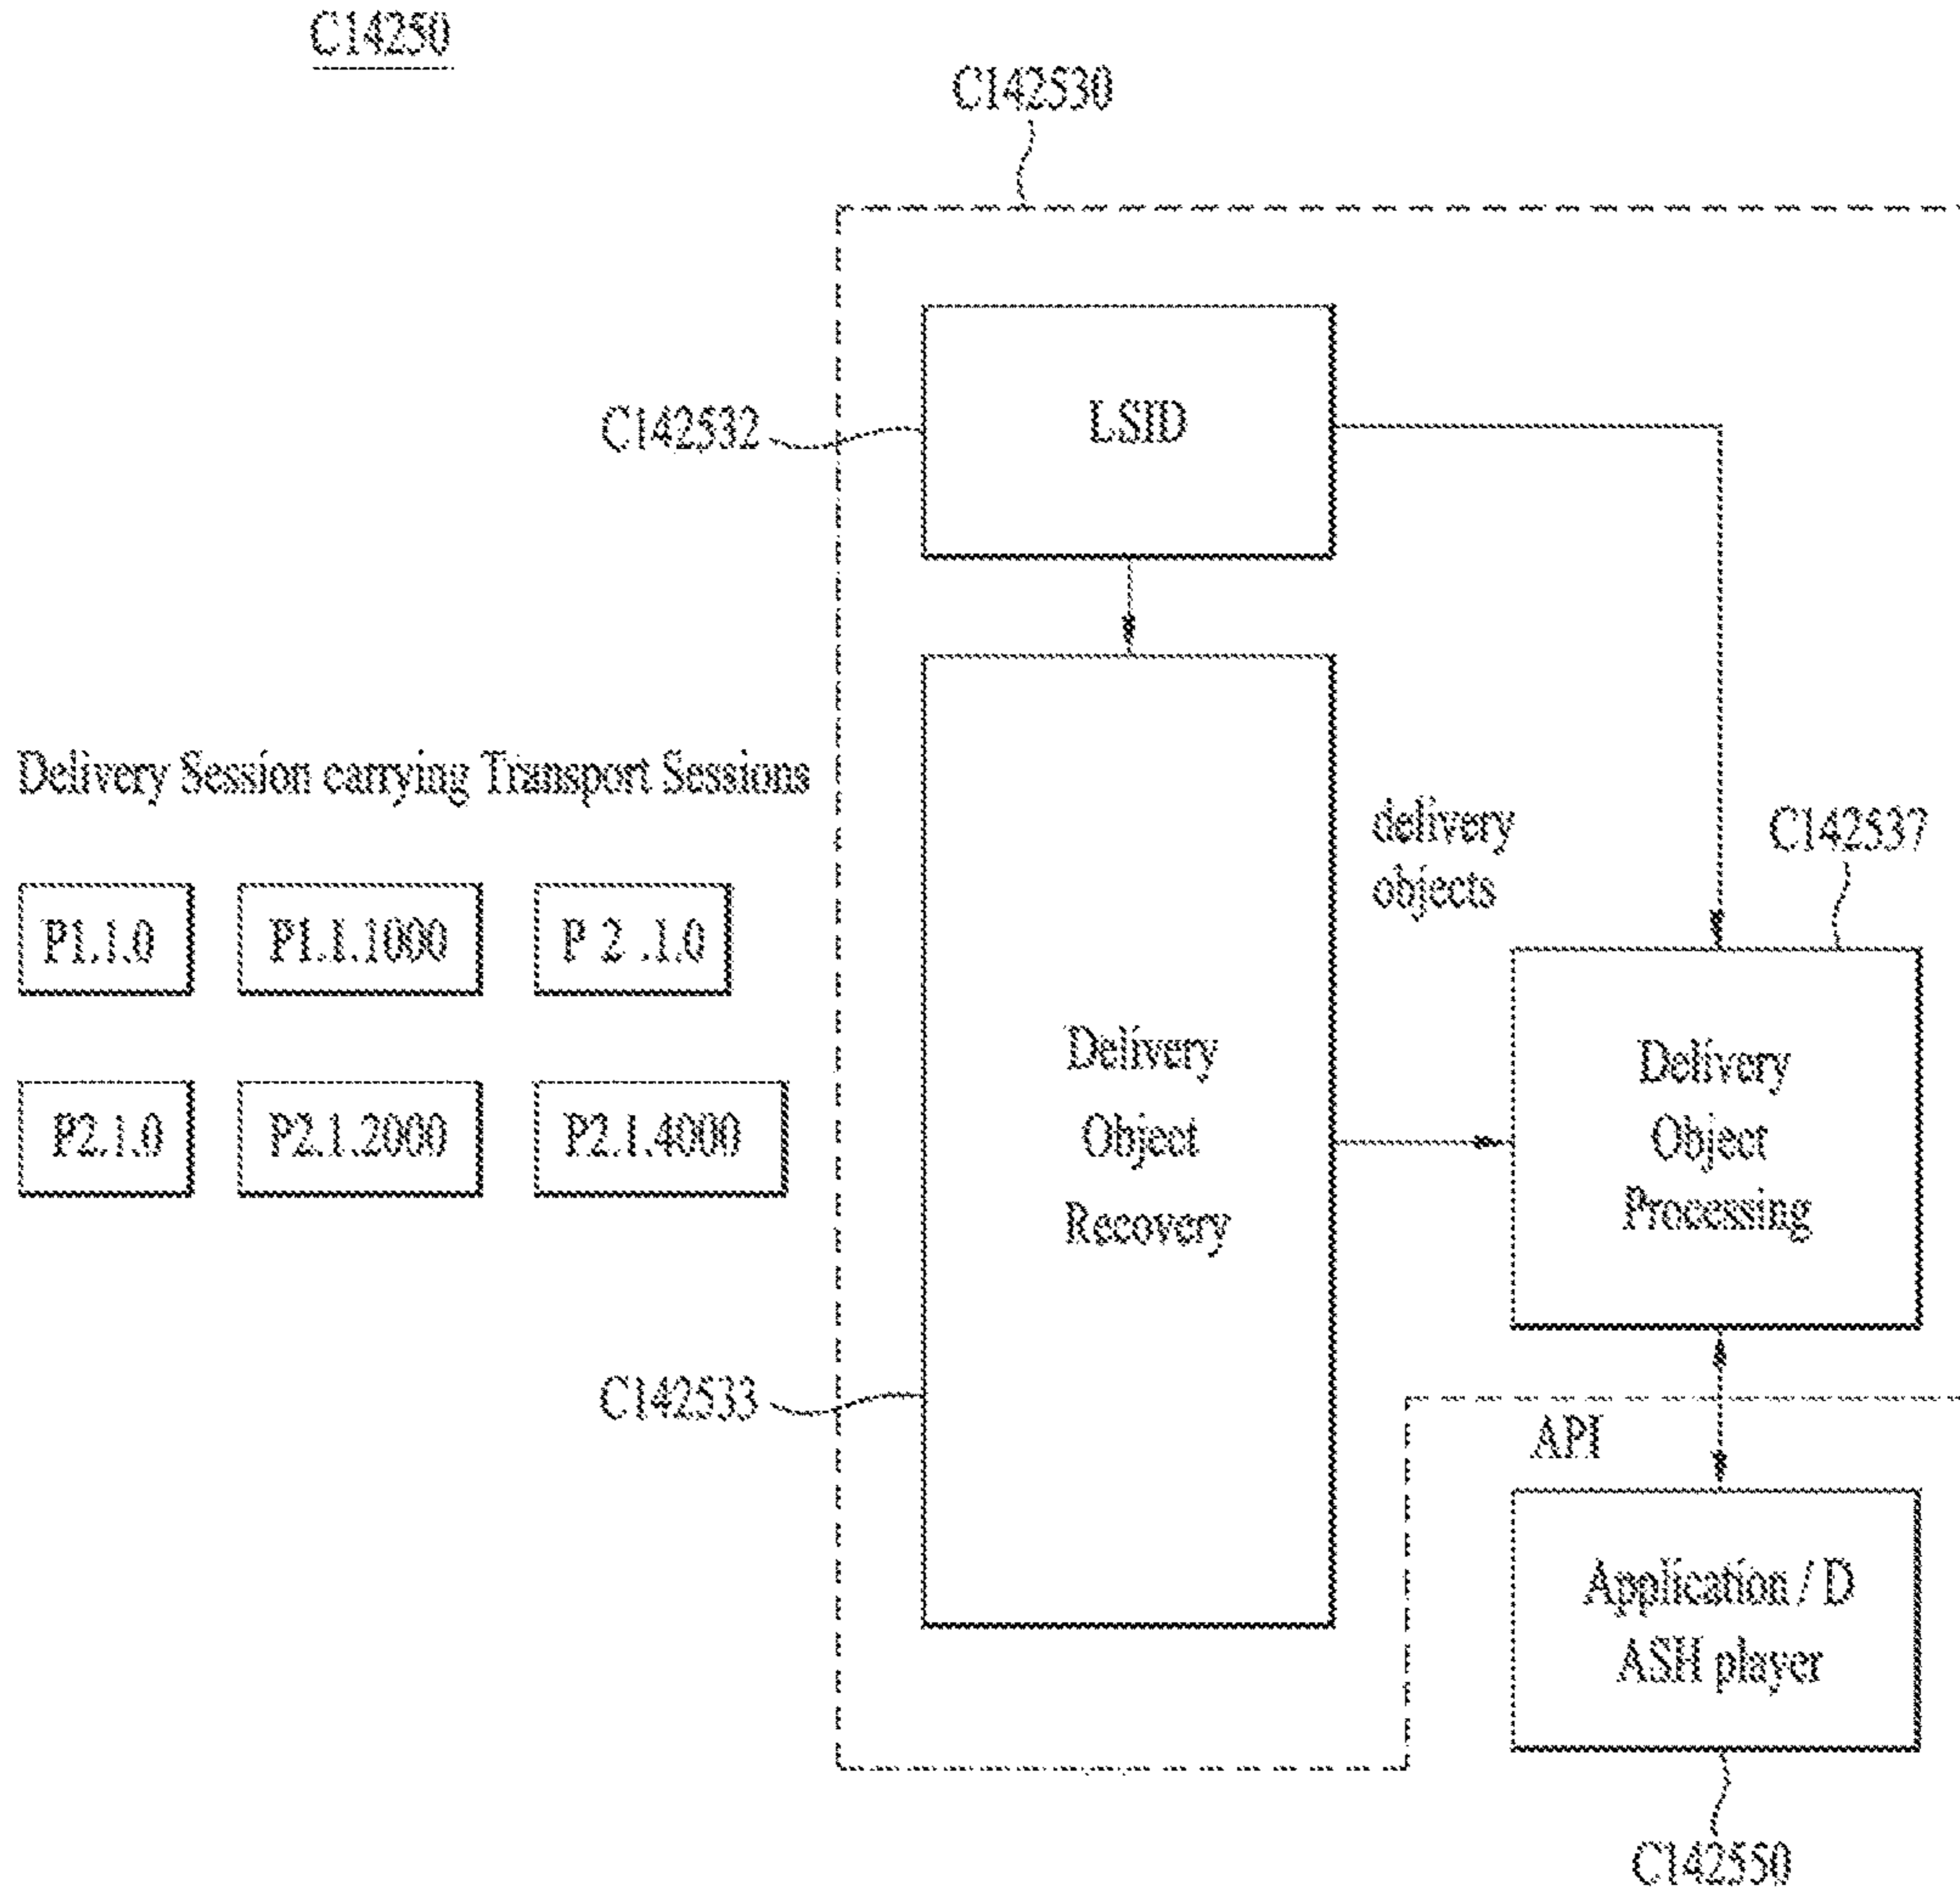 C14250
C142530
LSID
C142532
Delivery Session carrying Transport Sessions
delivery
objects
C142537
P1.1.0
P1.1.1000
P 2 .1.0
P2.1.0
P2.1.2000
P2.1.4000
Delivery
Object
Recovery
Delivery
Object
Processing
C142533
API
Application / D
ASH player
C142550